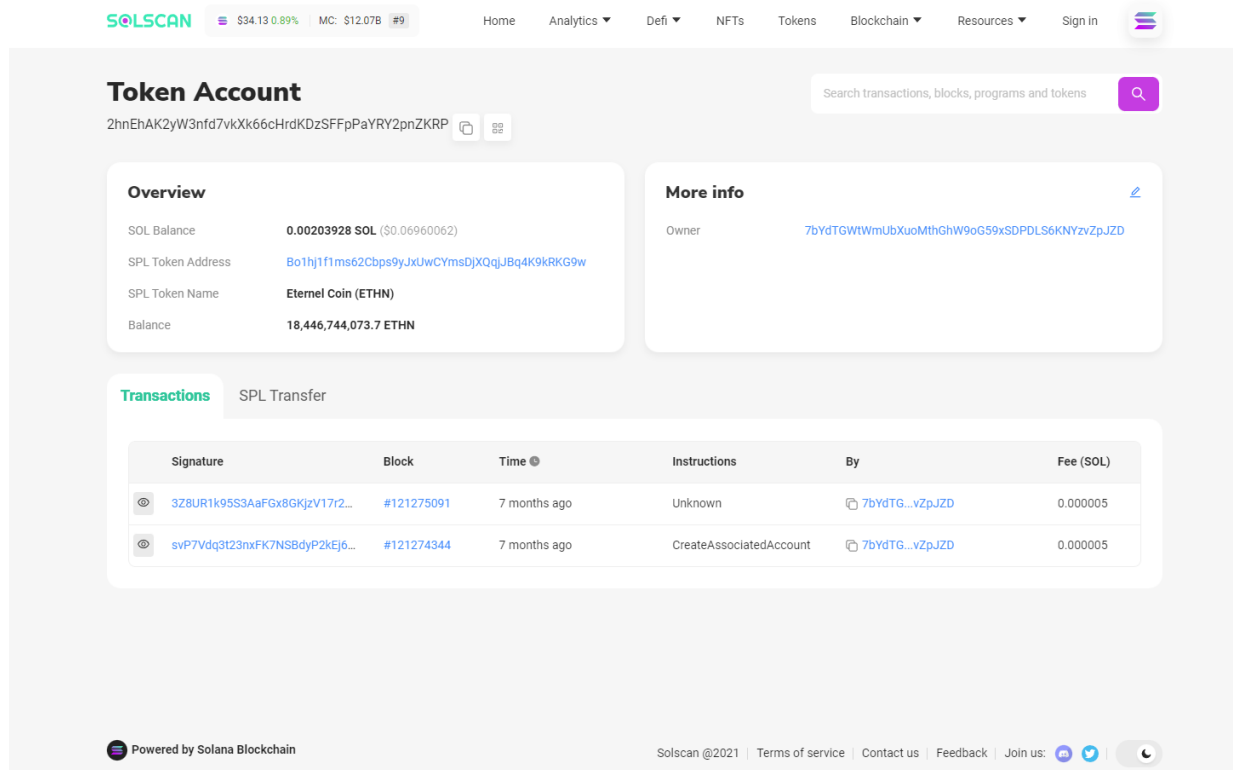 SOLSCAN $34.13 0.89% MC: $12.07B #9 Home Analytics Defi NFTs Tokens Blockchain Resources Sign in
Token Account
Search transactions, blocks, programs and tokens
2hnEhAK2yW3nfd7vkXk66cHrdKDzSFFpPaYRY2pnZKRP
Overview
SOL Balance 0.00203928 SOL ($0.06960062)
SPL Token Address Bo1hj1f1ms62Cbps9yJxUwCYmsDjXQqjJBq4K9kRKG9w
SPL Token Name Eternel Coin (ETHN)
Balance 18,446,744,073.7 ETHN
More info
Owner 7bYdTGWtWmUbXuoMthGhW9oG59xSDPDLS6KNYzvZpJZD
Transactions SPL Transfer
Signature Block Time Instructions By Fee (SOL)
3Z8UR1k95S3AaFGx8GKjzV17r2... #121275091 7 months ago Unknown 7bYdTG...vZpJZD 0.000005
svP7Vdq3t23nxFK7NSBdyP2kEj6... #121274344 7 months ago CreateAssociatedAccount 7bYdTG...vZpJZD 0.000005
Powered by Solana Blockchain
Solscan @2021 Terms of service Contact us Feedback Join us: